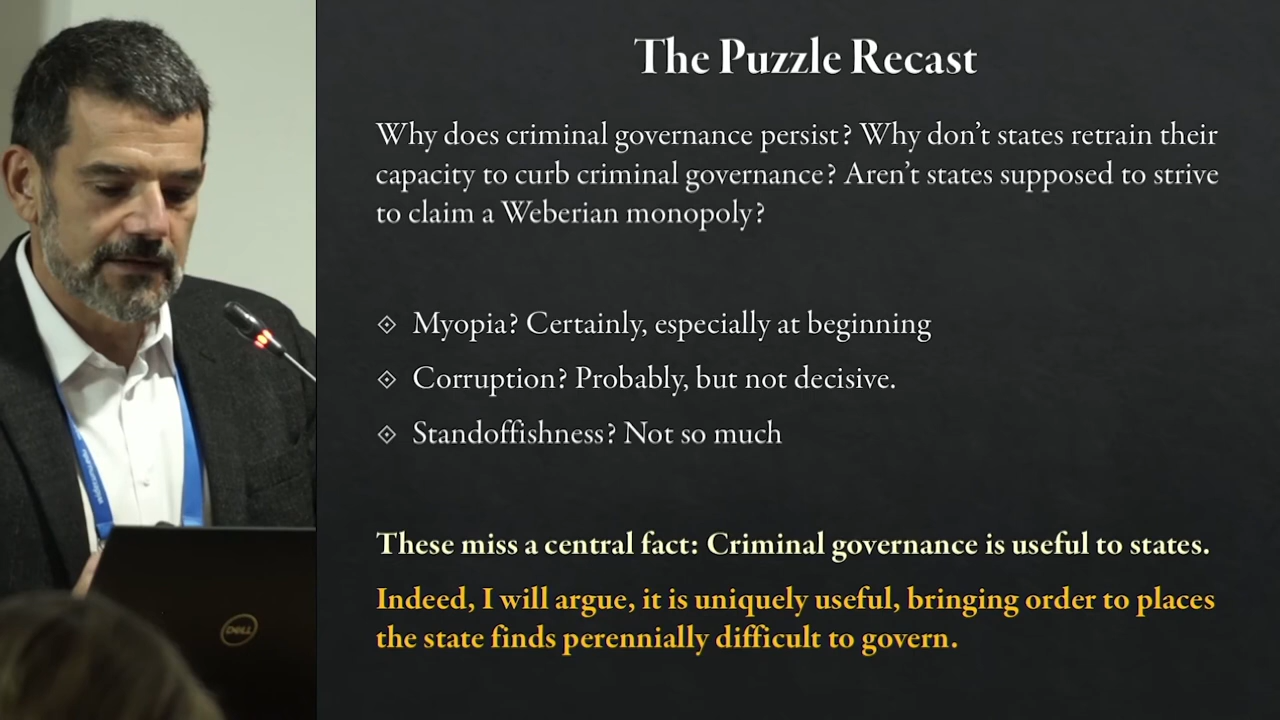 The Puzzle Recast
Why does criminal governance persist? Why don't states retrain their
capacity to curb criminal governance? Aren't states supposed to strive
to claim a Weberian monopoly?
Myopia? Certainly, especially at beginning
Corruption? Probably, but not decisive.
Standoffishness? Not so much
These miss a central fact: Criminal governance is useful to states.
Indeed, I will argue, it is uniquely useful, bringing order to places
the state finds perennially difficult to govern.
DELL